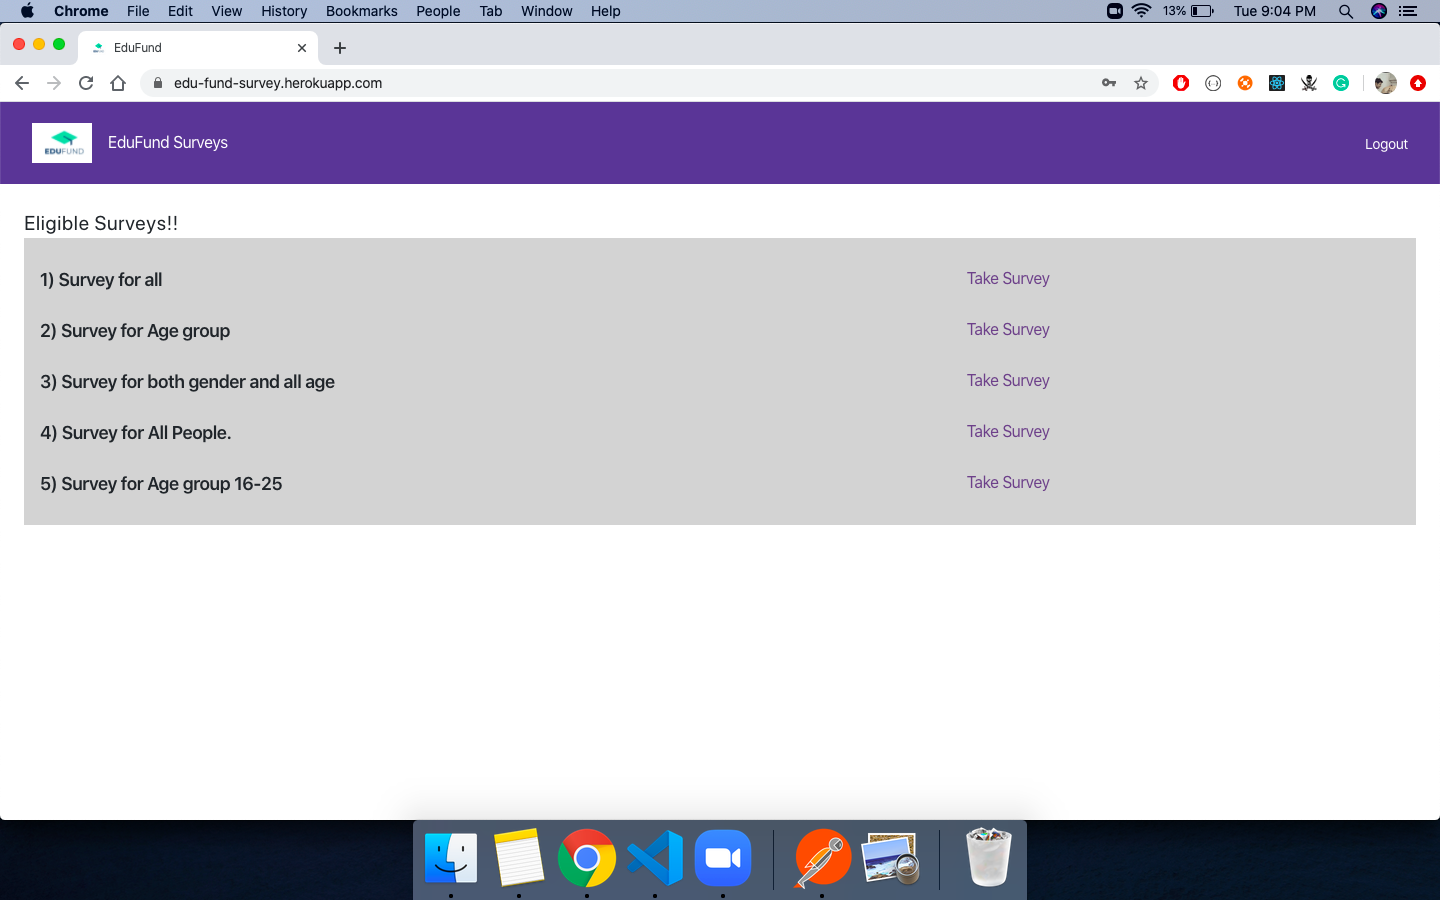 Chrome File Edit View History Bookmarks People Tab Window Help 13% Tue 9:04 PM
EduFund
edu-fund-survey.herokuapp.com
EDUFUND EduFund Surveys Logout
Eligible Surveys!!
1) Survey for all Take Survey
2) Survey for Age group Take Survey
3) Survey for both gender and all age Take Survey
4) Survey for All People. Take Survey
5) Survey for Age group 16-25 Take Survey